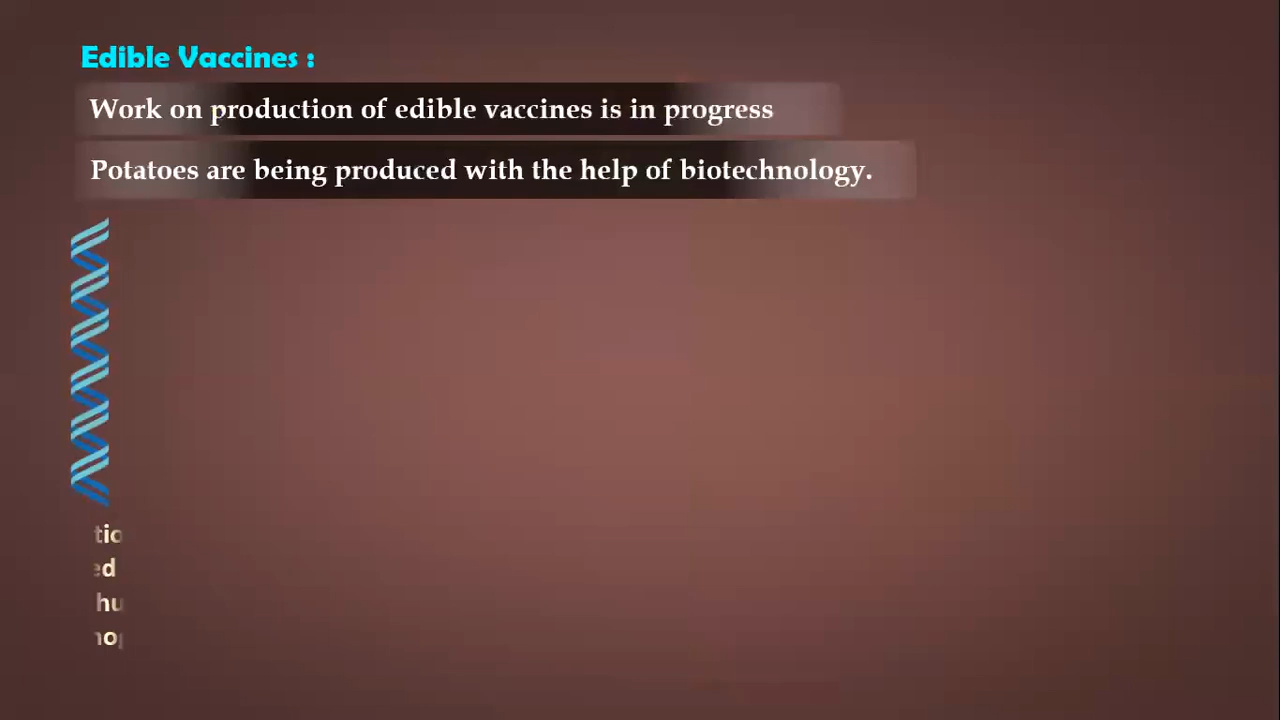 Edible Vaccines :
Work on production of edible vaccines is in progress
Potatoes are being produced with the help of biotechnology.